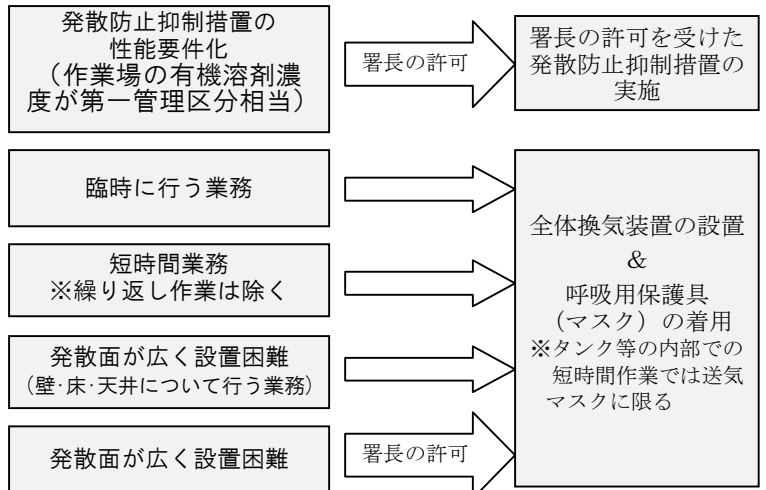 発散防止抑制措置の
性能要件化
（作業場の有機溶剤濃
度が第一管理区分相当）
署長の許可
署長の許可を受けた
発散防止抑制措置の
実施
臨時に行う業務
短時間業務
※繰り返し作業は除く
発散面が広く設置困難
（壁･床･天井について行う業務）
発散面が広く設置困難
署長の許可
全体換気装置の設置
＆
呼吸用保護具
（マスク）の着用
※タンク等の内部での
短時間作業では送気
マスクに限る